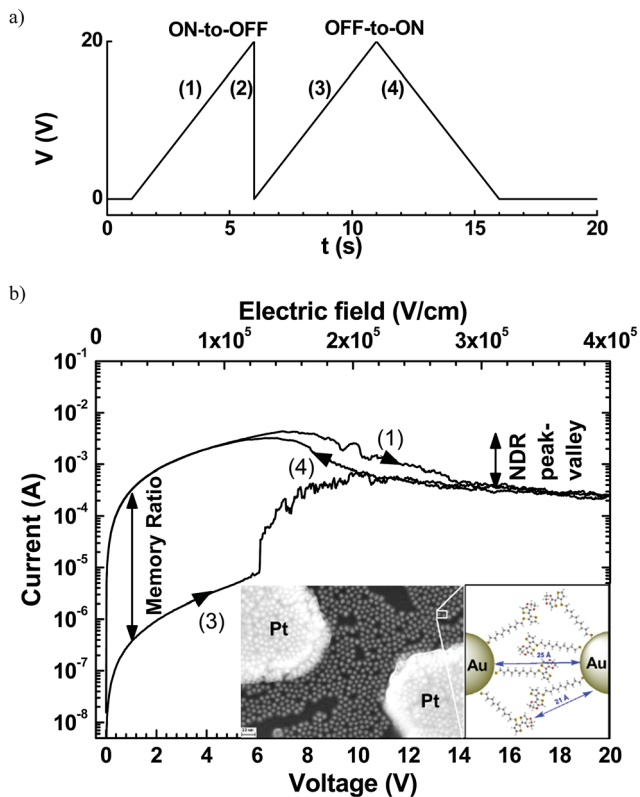 a)
ON-to-OFF OFF-to-ON
20
(1) (2) (3) (4)
V (V)
0
0 5 10 15 20
t (s)
b)
Electric field (V/cm)
0 1x10⁵ 2x10⁵ 3x10⁵ 4x10⁵
10⁻¹
10⁻²
10⁻³
10⁻⁴
10⁻⁵
10⁻⁶
10⁻⁷
10⁻⁸
Current (A)
(1)
(4)
(3)
Memory Ratio
NDR
peak-
valley
Pt
Pt
Au
Au
25 Å
21 Å
0 2 4 6 8 10 12 14 16 18 20
Voltage (V)